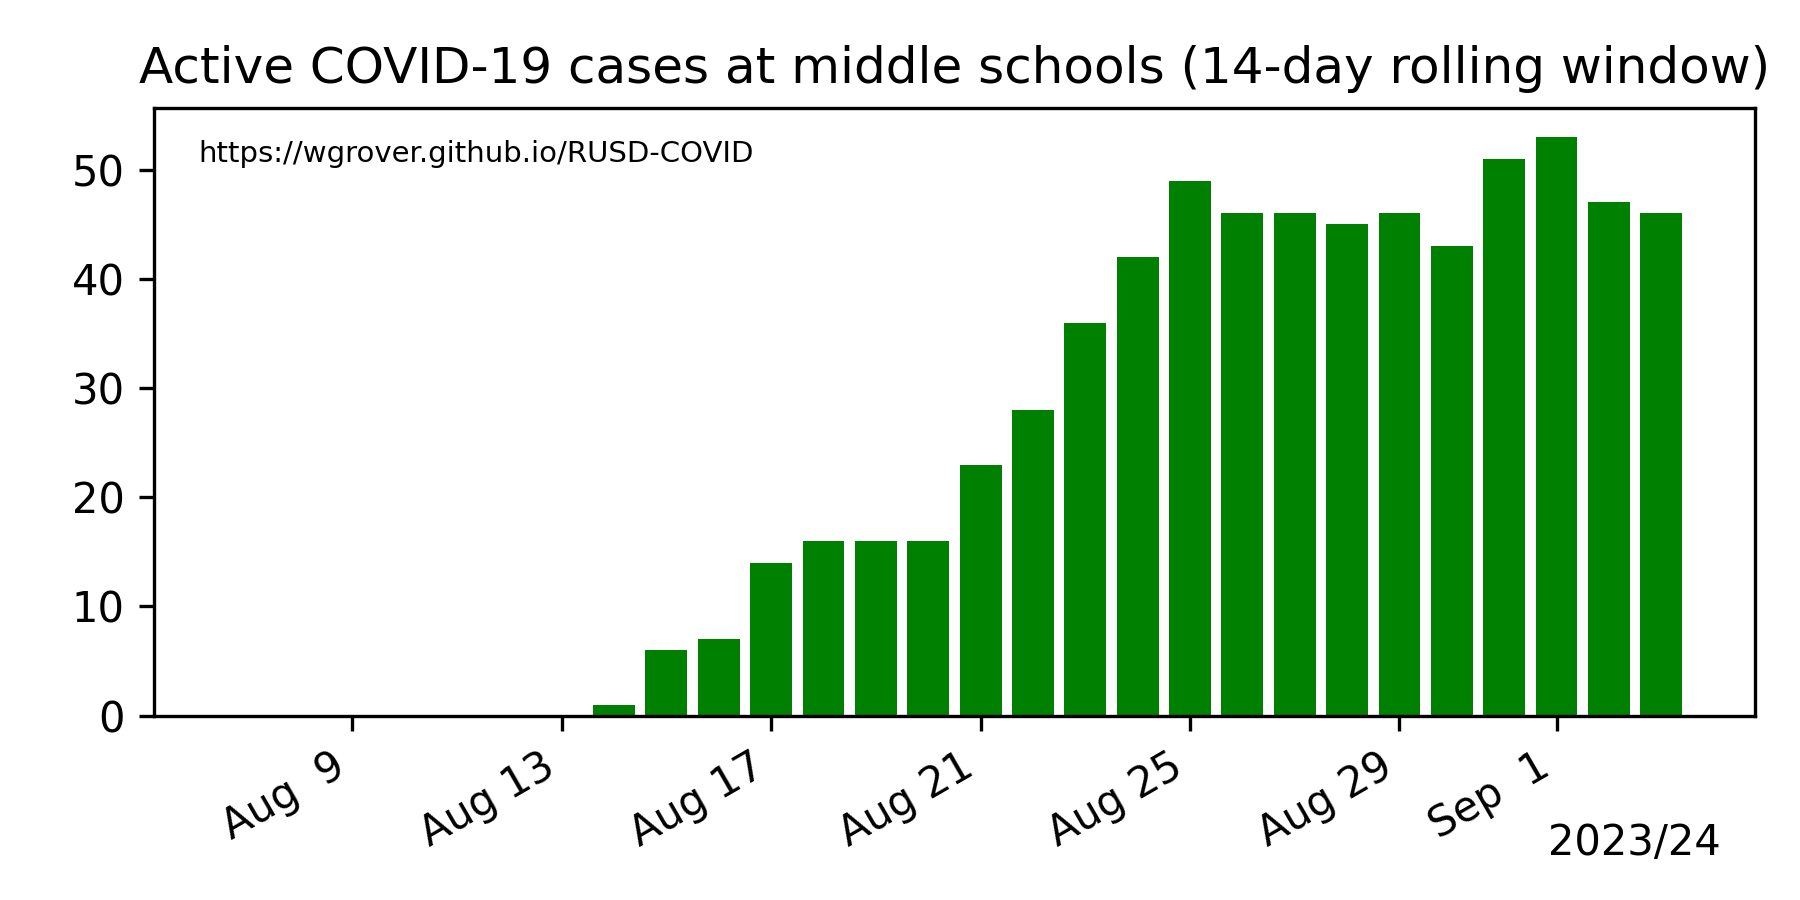 Active COVID-19 cases at middle schools (14-day rolling window)
https://wgrover.github.io/RUSD-COVID
50
40
30
20
10
0
Aug  9
Aug 13
Aug 17
Aug 21
Aug 25
Aug 29
Sep  1
2023/24